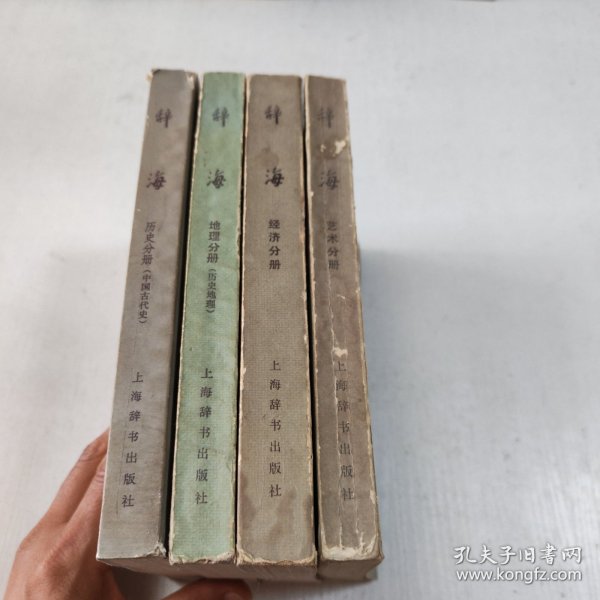 辞海
历史分册(中国古代史)
上海辞书出版社
辞海
地理分册(历史地理)
上海辞书出版社
辞海
经济分册
上海辞书出版社
辞海
艺术分册
上海辞书出版社
孔夫子旧书网
www.kongfz.com